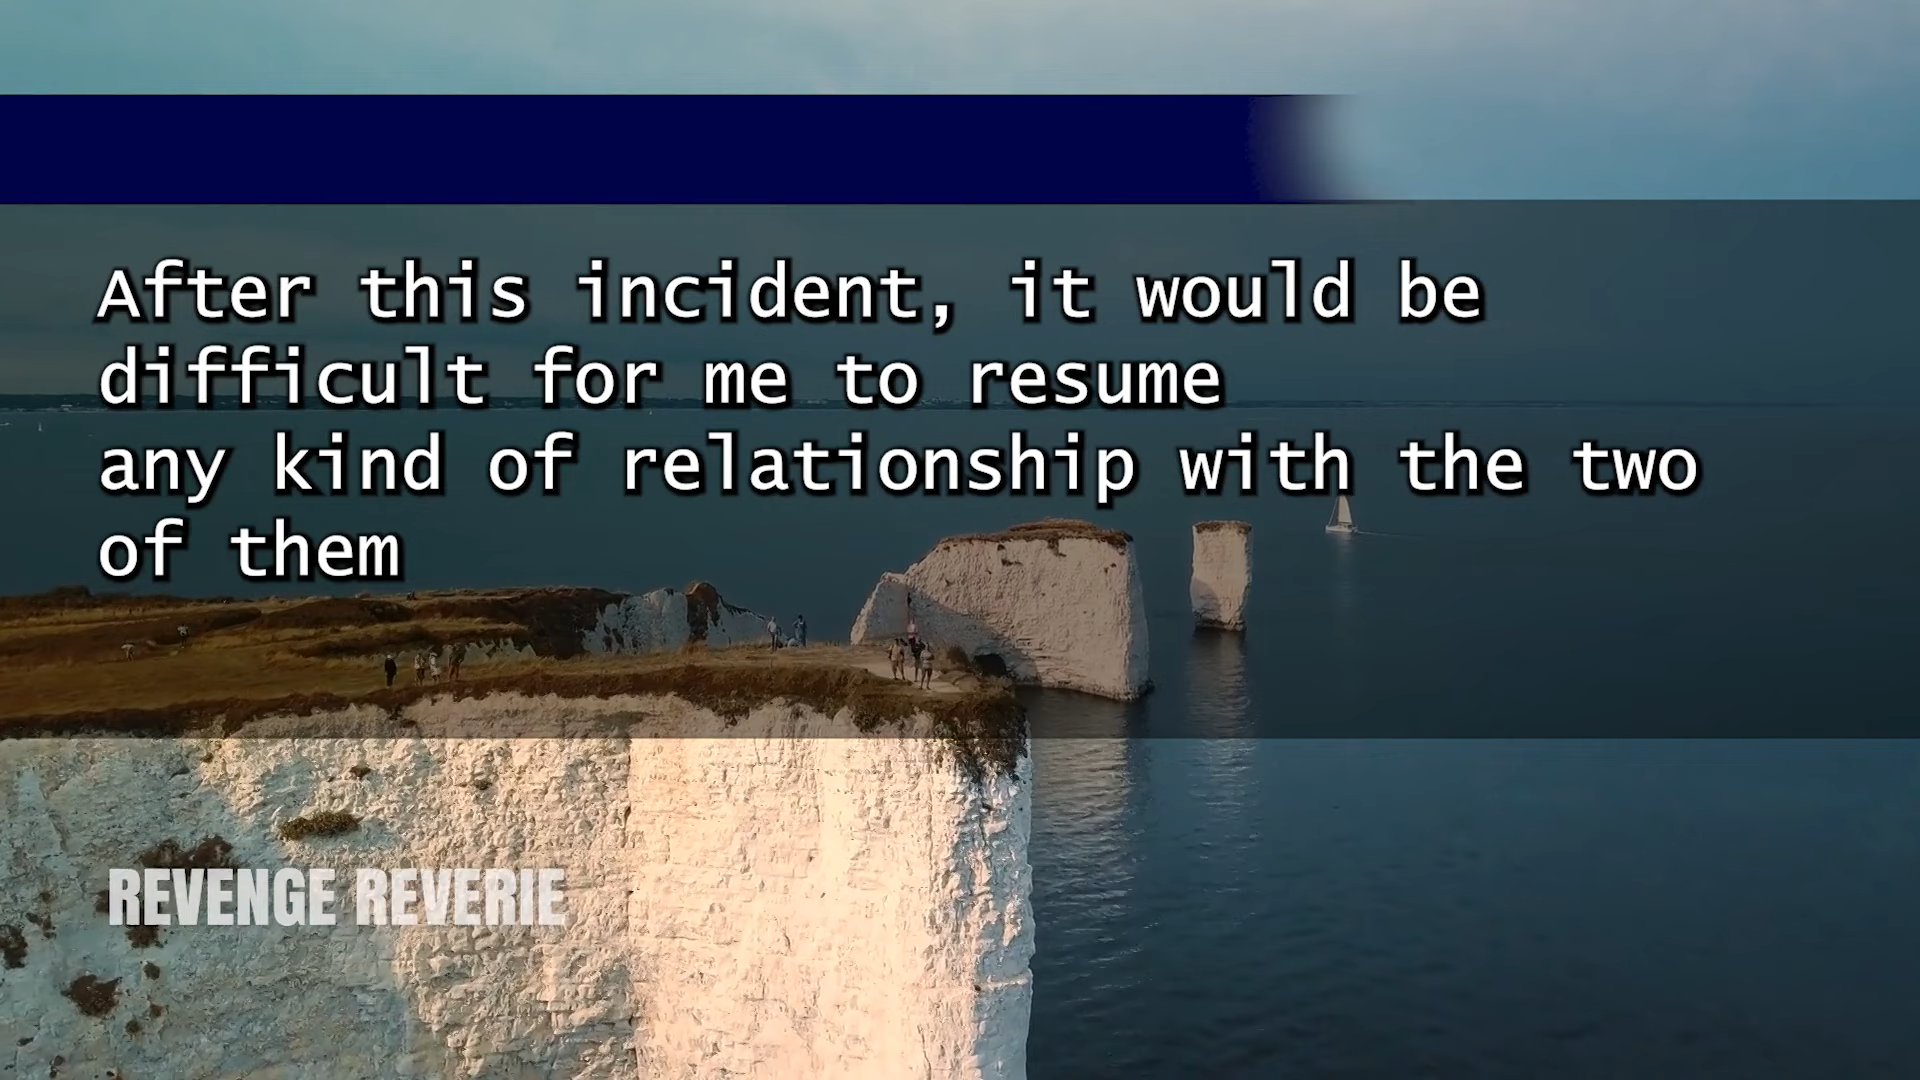 After this incident, it would be
difficult for me to resume
any kind of relationship with the two
of them
REVENGE REVERIE